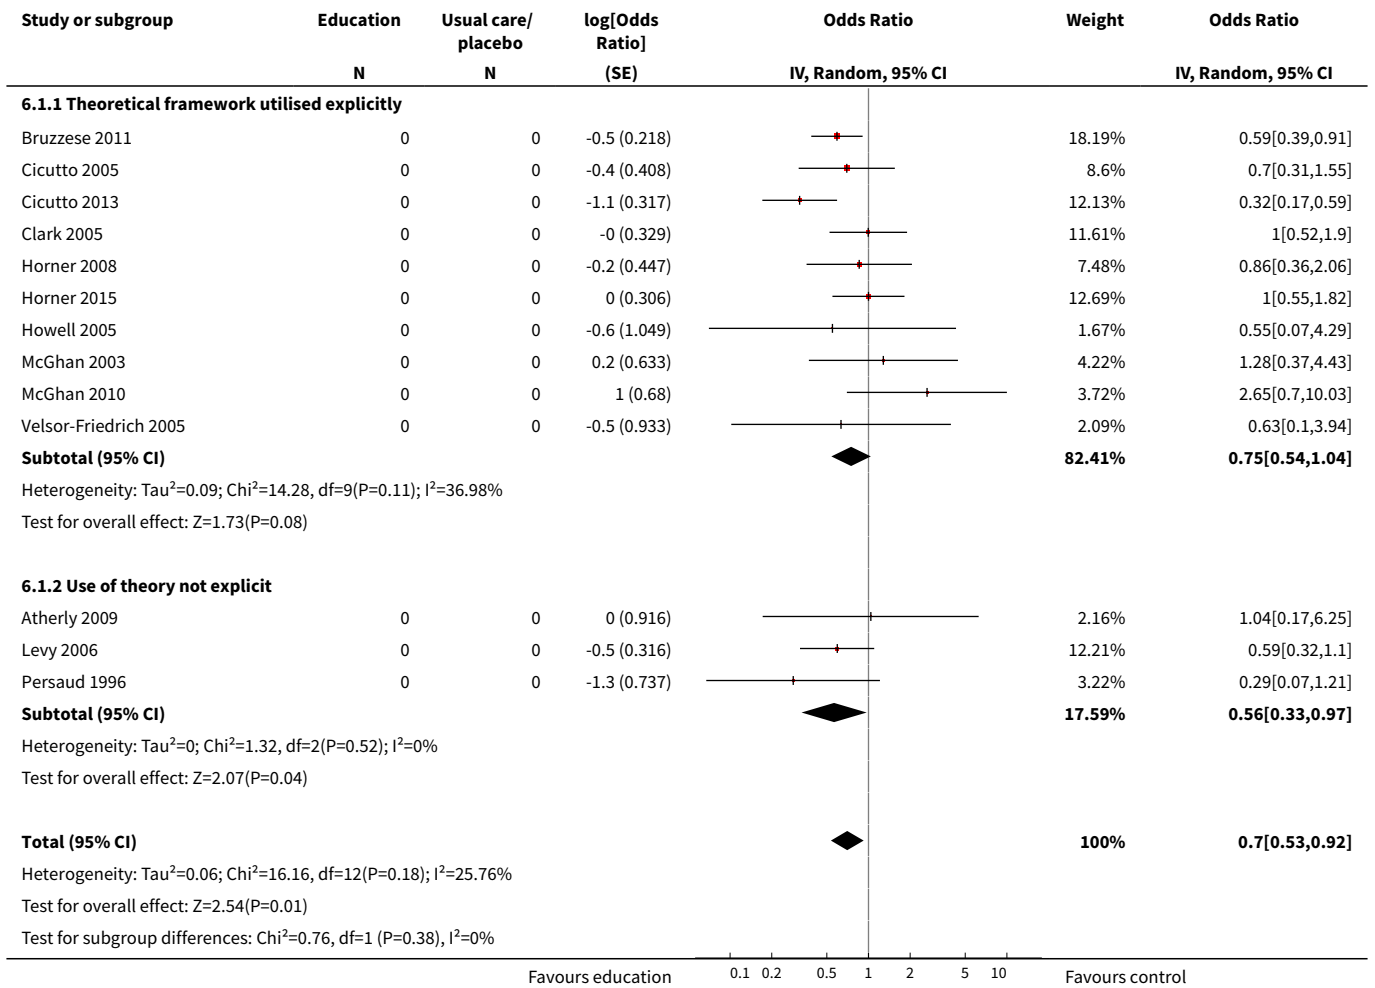 Study or subgroup Education Usual care/ placebo log[Odds Ratio] Odds Ratio Weight Odds Ratio
N N (SE) IV, Random, 95% CI IV, Random, 95% CI
6.1.1 Theoretical framework utilised explicitly
Bruzzese 2011 0 0 -0.5 (0.218) 18.19% 0.59[0.39,0.91]
Cicutto 2005 0 0 -0.4 (0.408) 8.6% 0.7[0.31,1.55]
Cicutto 2013 0 0 -1.1 (0.317) 12.13% 0.32[0.17,0.59]
Clark 2005 0 0 -0 (0.329) 11.61% 1[0.52,1.9]
Horner 2008 0 0 -0.2 (0.447) 7.48% 0.86[0.36,2.06]
Horner 2015 0 0 0 (0.306) 12.69% 1[0.55,1.82]
Howell 2005 0 0 -0.6 (1.049) 1.67% 0.55[0.07,4.29]
McGhan 2003 0 0 0.2 (0.633) 4.22% 1.28[0.37,4.43]
McGhan 2010 0 0 1 (0.68) 3.72% 2.65[0.7,10.03]
Velsor-Friedrich 2005 0 0 -0.5 (0.933) 2.09% 0.63[0.1,3.94]
Subtotal (95% CI) 82.41% 0.75[0.54,1.04]
Heterogeneity: Tau²=0.09; Chi²=14.28, df=9(P=0.11); I²=36.98%
Test for overall effect: Z=1.73(P=0.08)
6.1.2 Use of theory not explicit
Atherly 2009 0 0 0 (0.916) 2.16% 1.04[0.17,6.25]
Levy 2006 0 0 -0.5 (0.316) 12.21% 0.59[0.32,1.1]
Persaud 1996 0 0 -1.3 (0.737) 3.22% 0.29[0.07,1.21]
Subtotal (95% CI) 17.59% 0.56[0.33,0.97]
Heterogeneity: Tau²=0; Chi²=1.32, df=2(P=0.52); I²=0%
Test for overall effect: Z=2.07(P=0.04)
Total (95% CI) 100% 0.7[0.53,0.92]
Heterogeneity: Tau²=0.06; Chi²=16.16, df=12(P=0.18); I²=25.76%
Test for overall effect: Z=2.54(P=0.01)
Test for subgroup differences: Chi²=0.76, df=1 (P=0.38), I²=0%
Favours education 0.1 0.2 0.5 1 2 5 10 Favours control